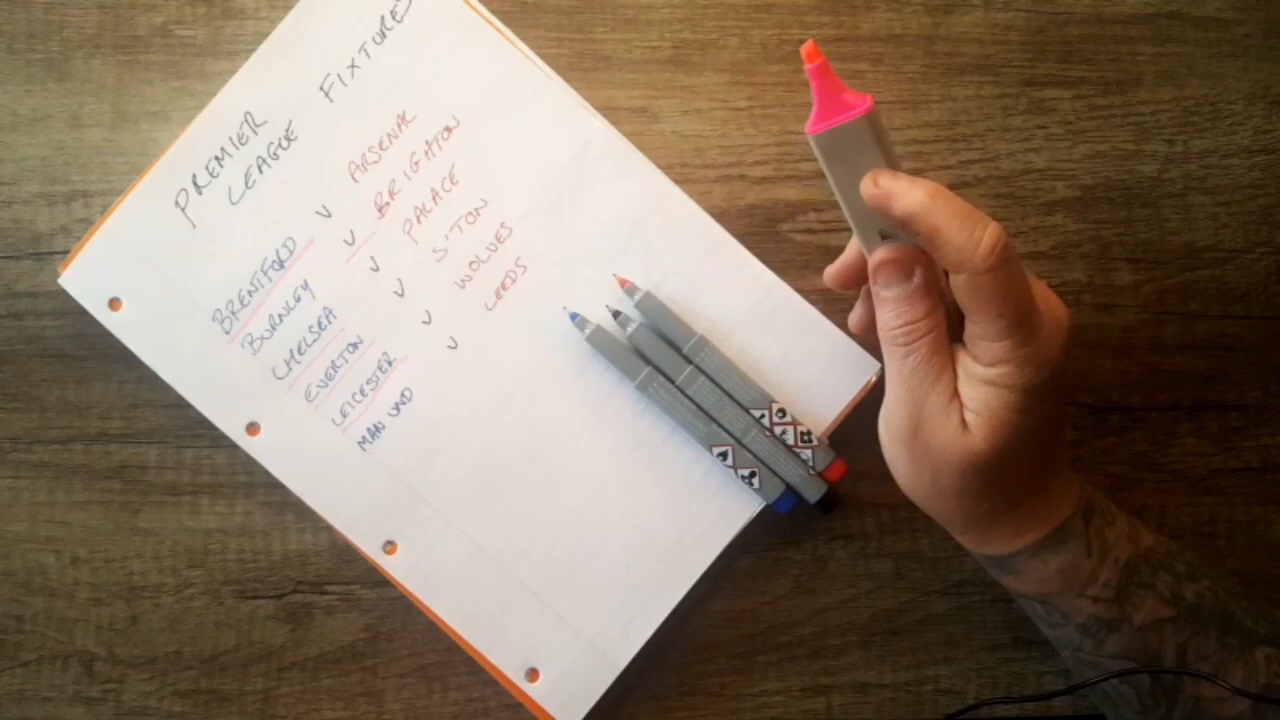 PREMIER LEAGUE FIXTURES
BRENTFORD V ARSENAL
BURNLEY V BRIGHTON
CHELSEA V PALACE
EVERTON V S'TON
LEICESTER V WOLVES
MAN UND V LEEDS